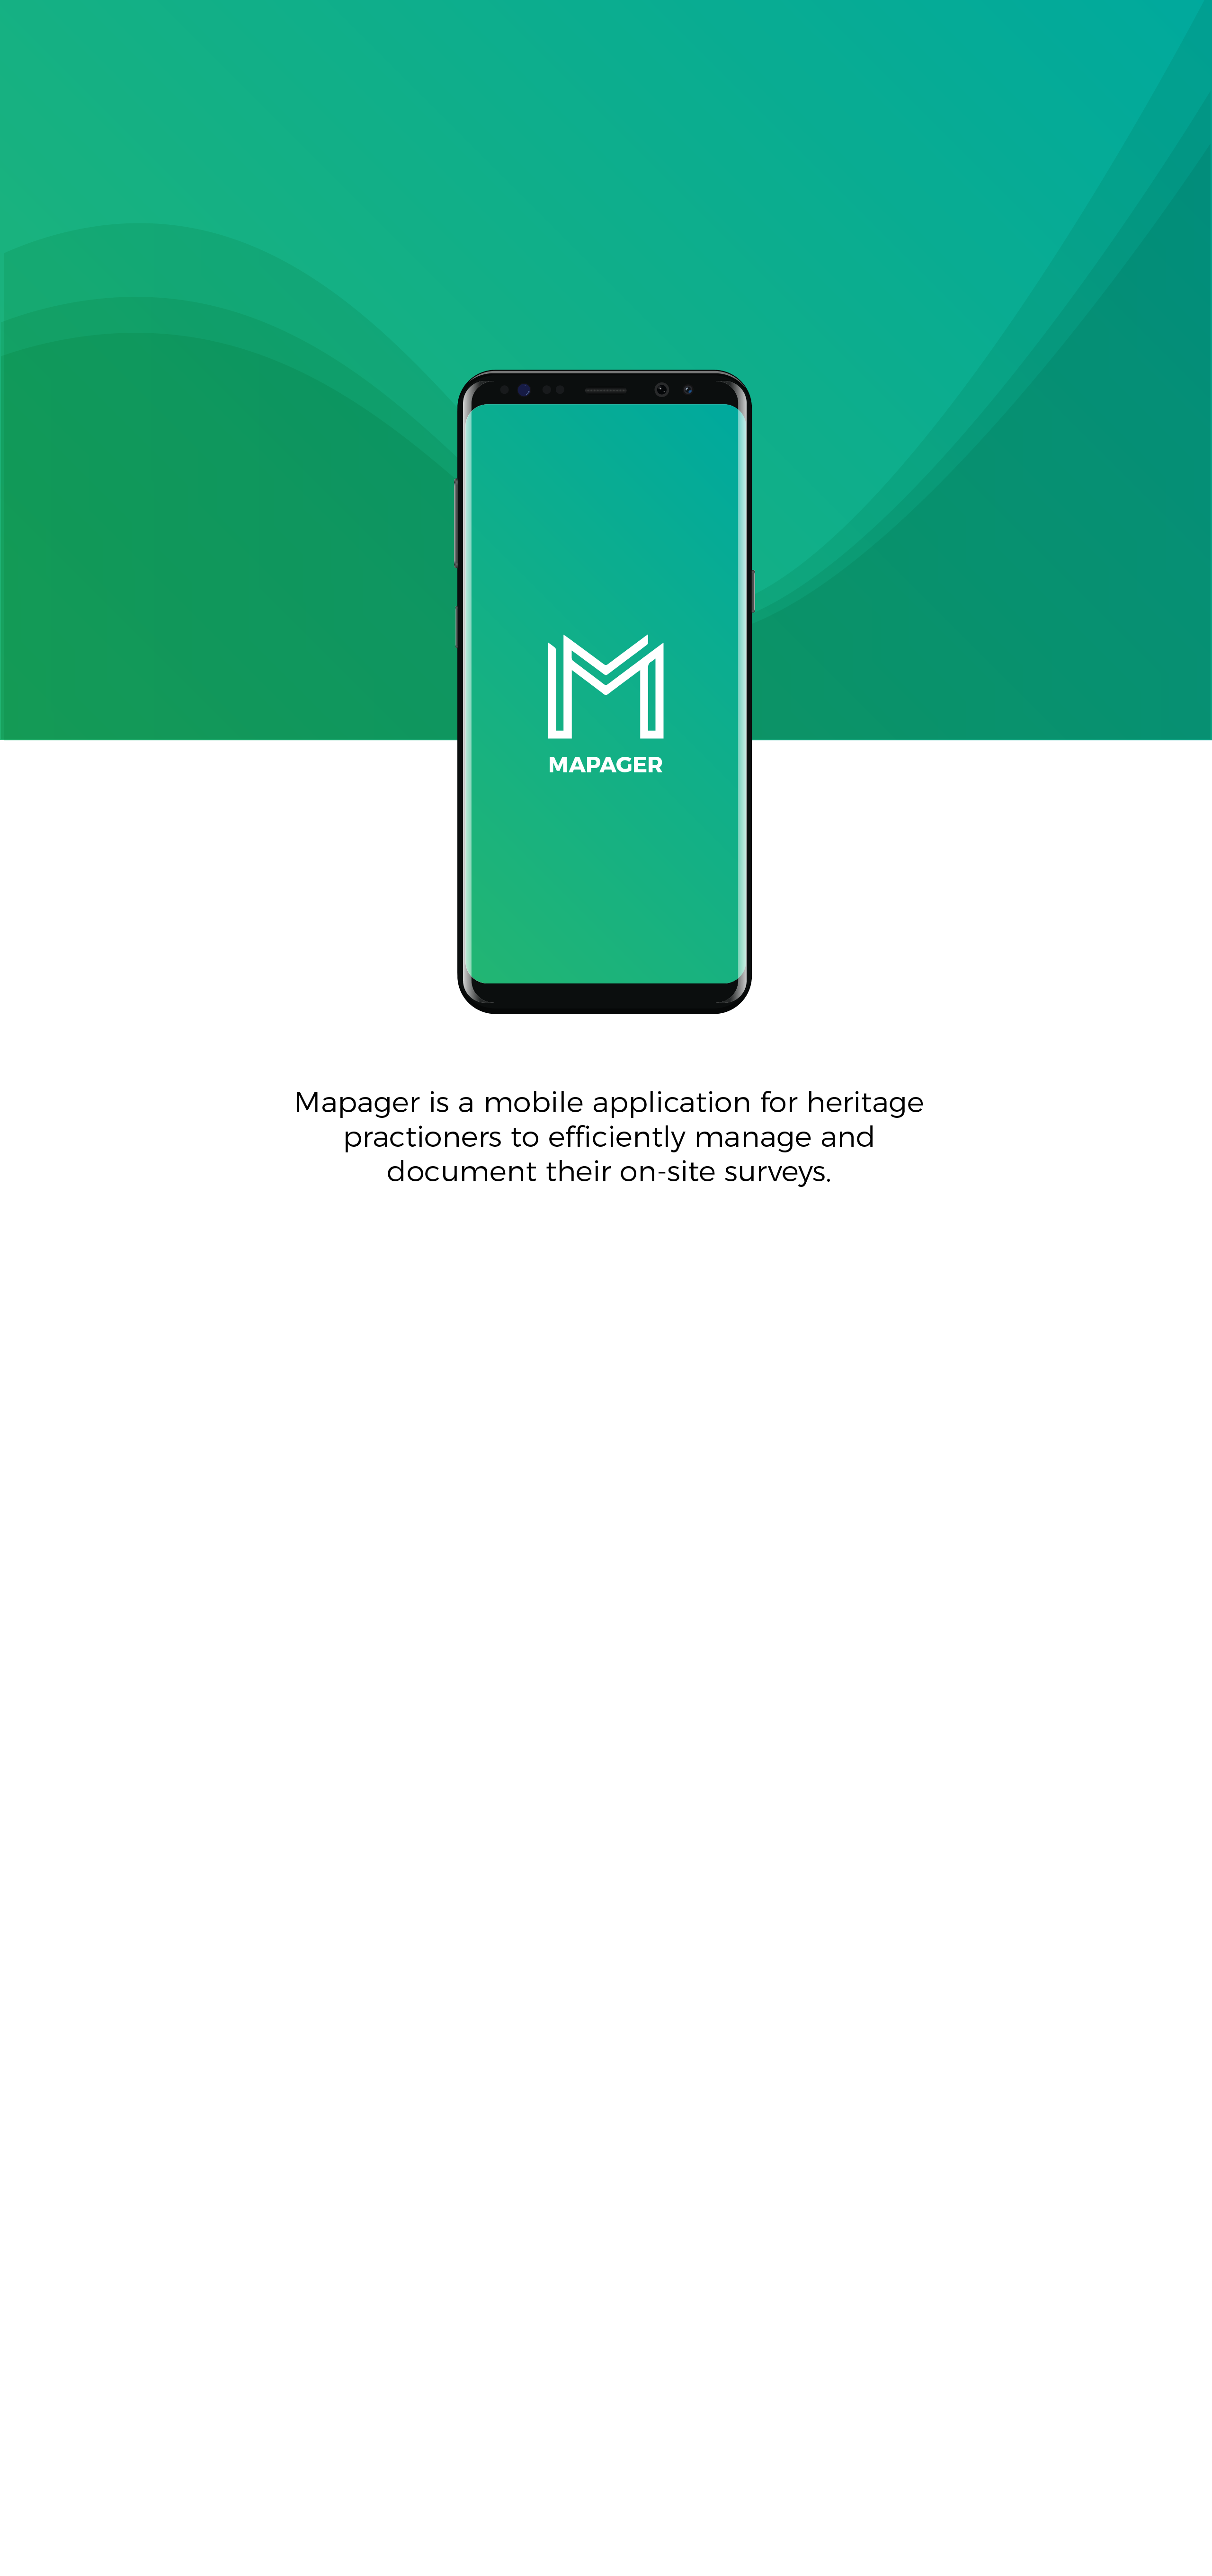 MAPAGER
Mapager is a mobile application for heritage
practioners to efficiently manage and
document their on-site surveys.